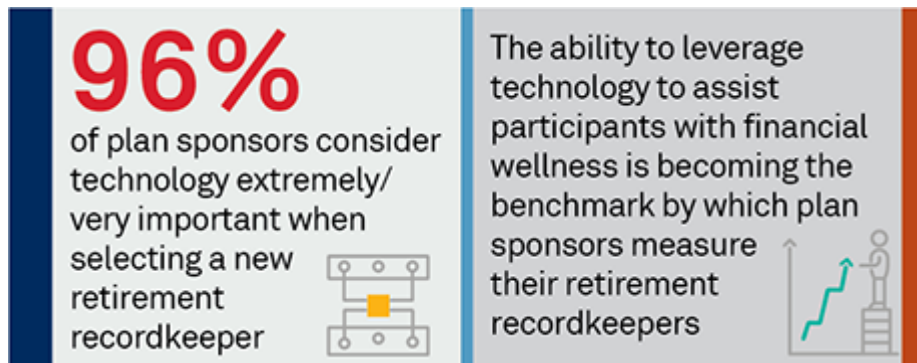 96%
of plan sponsors consider
technology extremely/
very important when
selecting a new
retirement
recordkeeper
The ability to leverage
technology to assist
participants with financial
wellness is becoming the
benchmark by which plan
sponsors measure
their retirement
recordkeepers